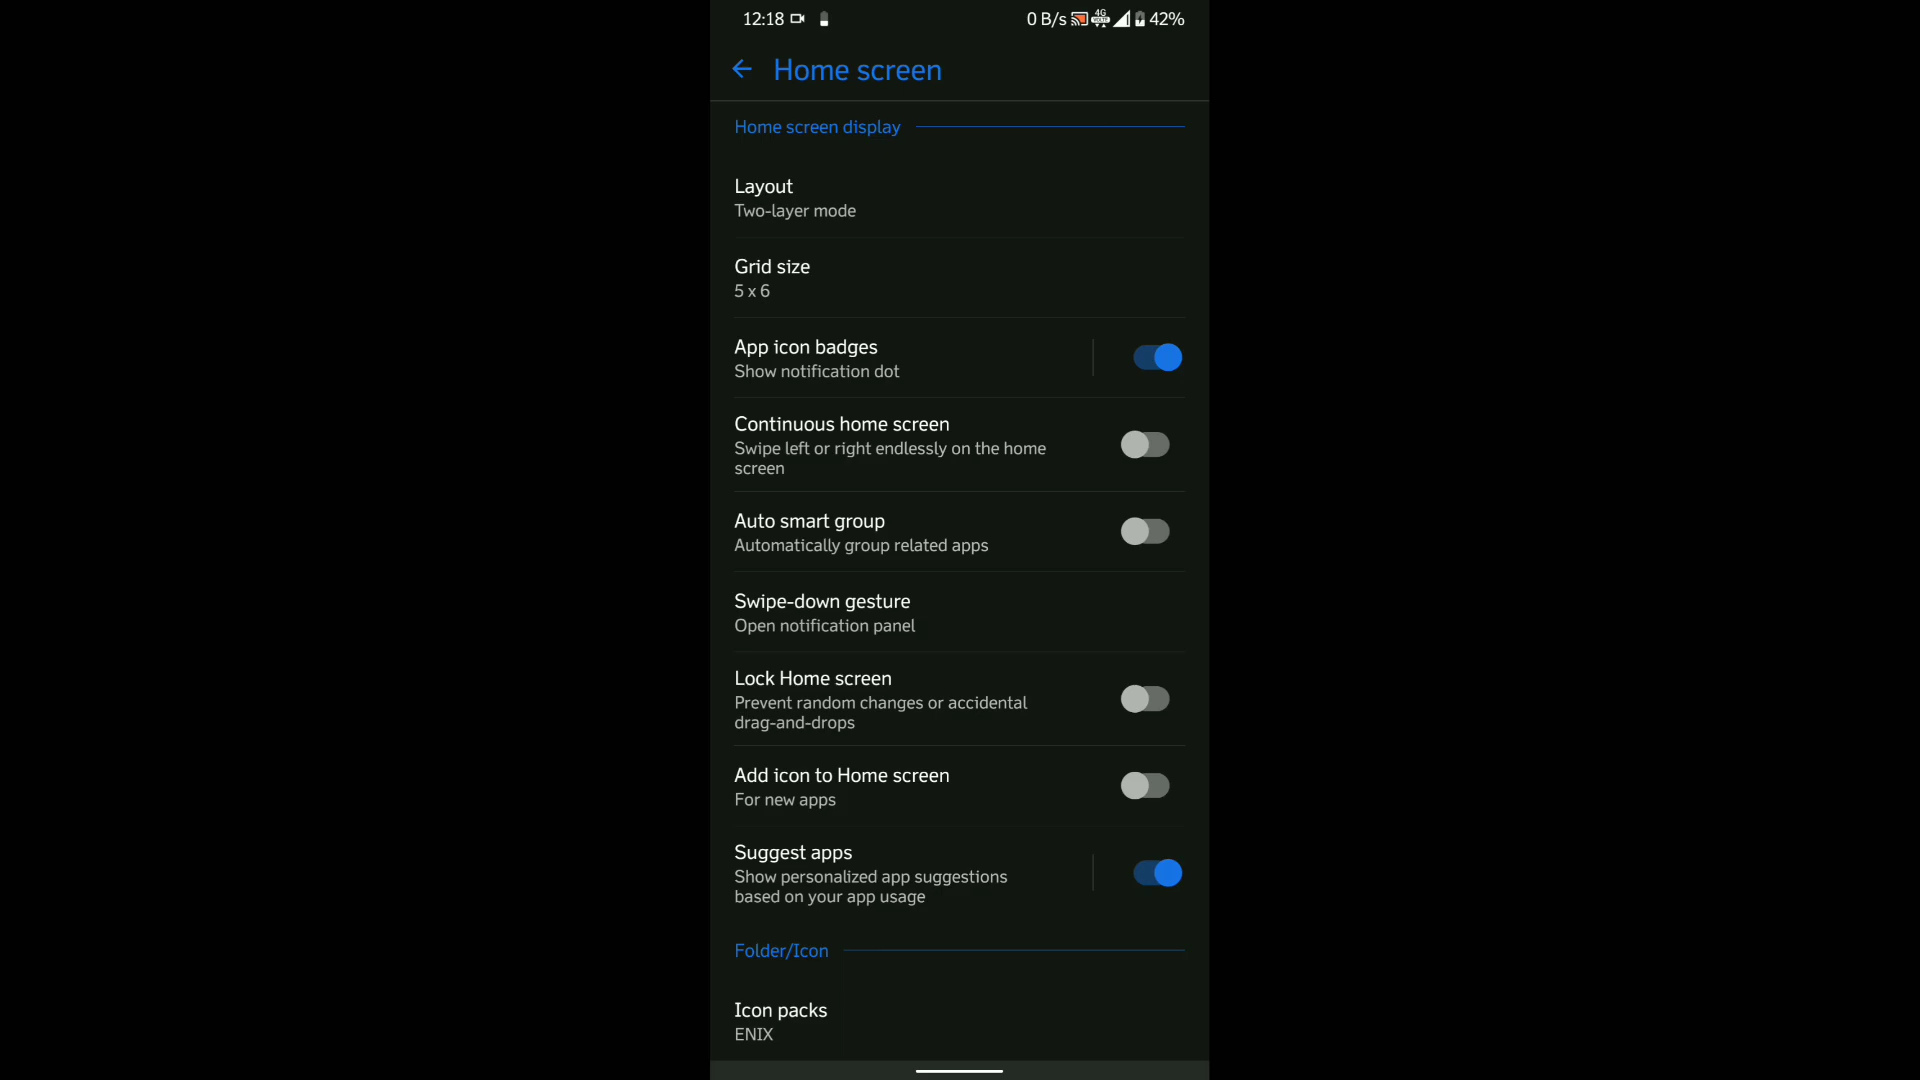 12:18 0 B/s 4G VoLTE 42%
Home screen
Home screen display
Layout
Two-layer mode
Grid size
5 x 6
App icon badges
Show notification dot
Continuous home screen
Swipe left or right endlessly on the home
screen
Auto smart group
Automatically group related apps
Swipe-down gesture
Open notification panel
Lock Home screen
Prevent random changes or accidental
drag-and-drops
Add icon to Home screen
For new apps
Suggest apps
Show personalized app suggestions
based on your app usage
Folder/Icon
Icon packs
ENIX